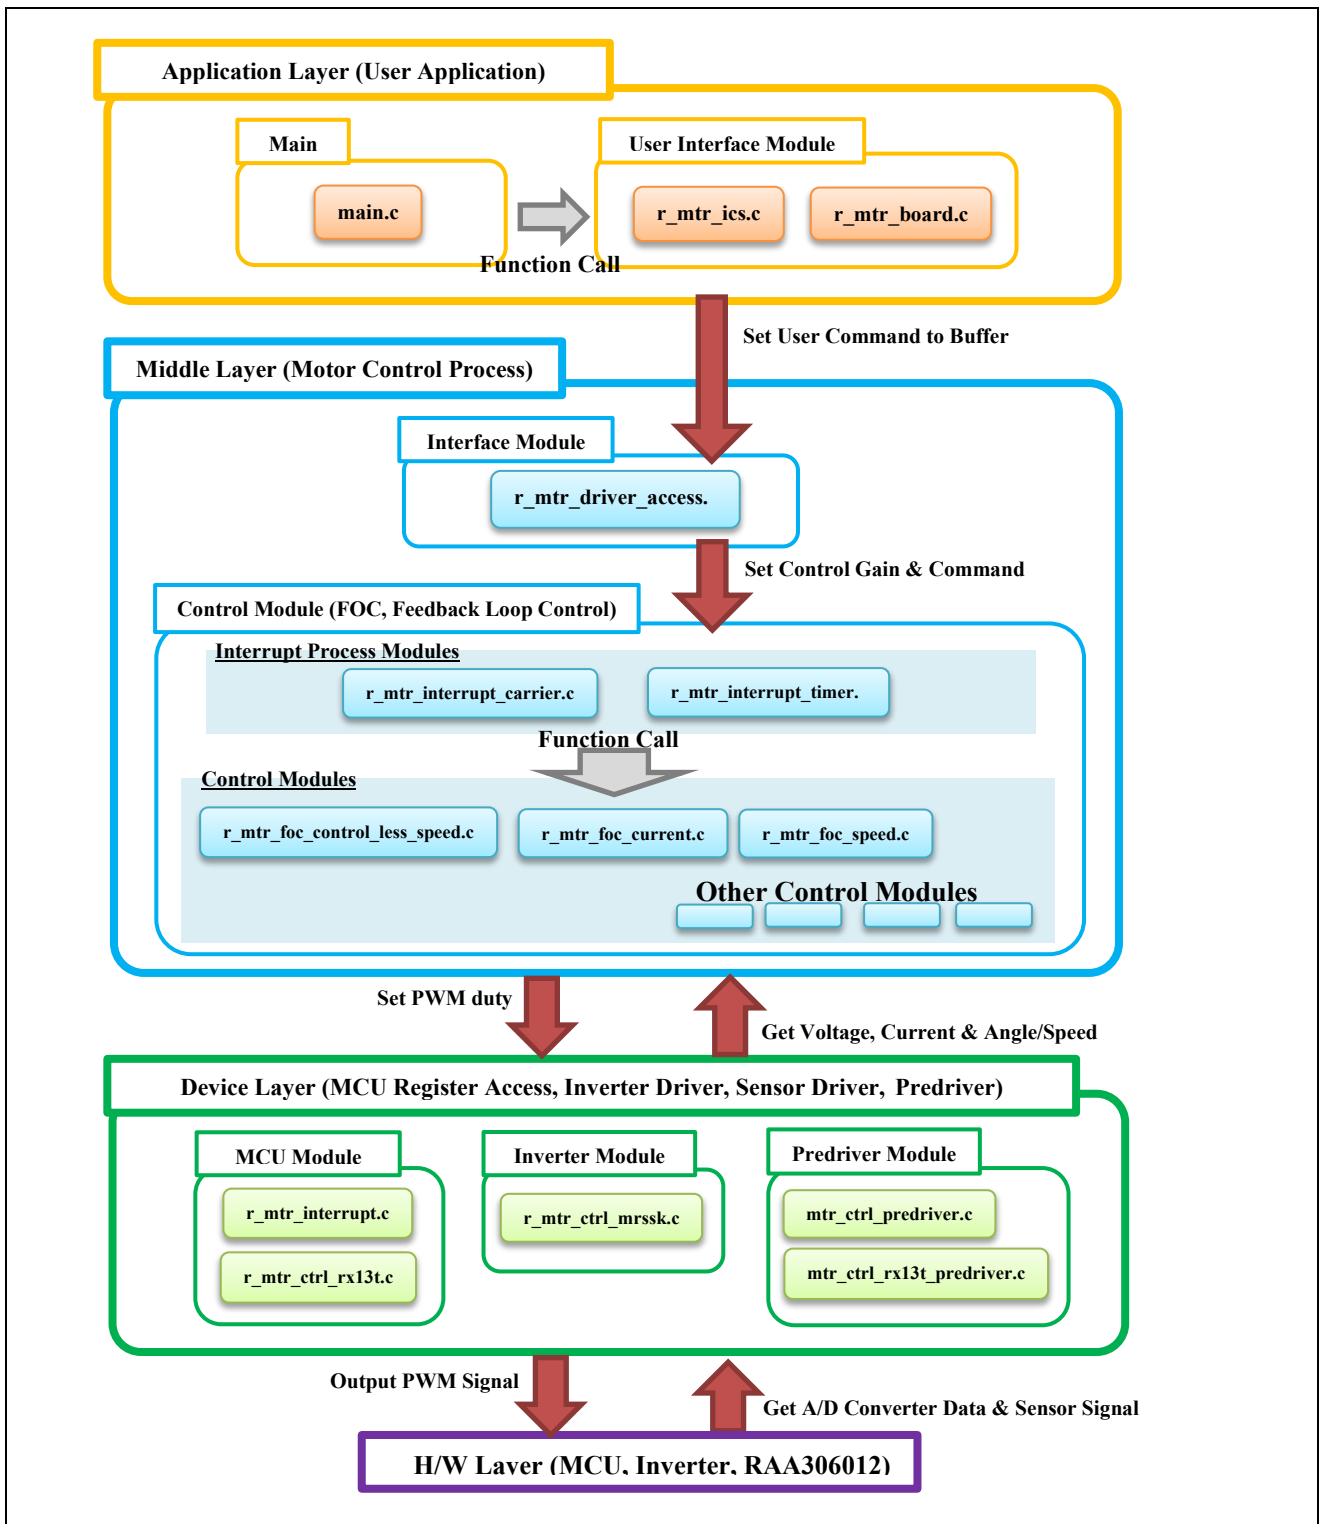 Application Layer (User Application)
Main
User Interface Module
main.c
r_mtr_ics.c
r_mtr_board.c
Function Call
Set User Command to Buffer
Middle Layer (Motor Control Process)
Interface Module
r_mtr_driver_access.
Set Control Gain & Command
Control Module (FOC, Feedback Loop Control)
Interrupt Process Modules
r_mtr_interrupt_carrier.c
r_mtr_interrupt_timer.
Function Call
Control Modules
r_mtr_foc_control_less_speed.c
r_mtr_foc_current.c
r_mtr_foc_speed.c
Other Control Modules
Set PWM duty
Get Voltage, Current & Angle/Speed
Device Layer (MCU Register Access, Inverter Driver, Sensor Driver, Predriver)
MCU Module
Inverter Module
Predriver Module
r_mtr_interrupt.c
r_mtr_ctrl_mrssk.c
mtr_ctrl_predriver.c
r_mtr_ctrl_rx13t.c
mtr_ctrl_rx13t_predriver.c
Output PWM Signal
Get A/D Converter Data & Sensor Signal
H/W Layer (MCU, Inverter, RAA306012)